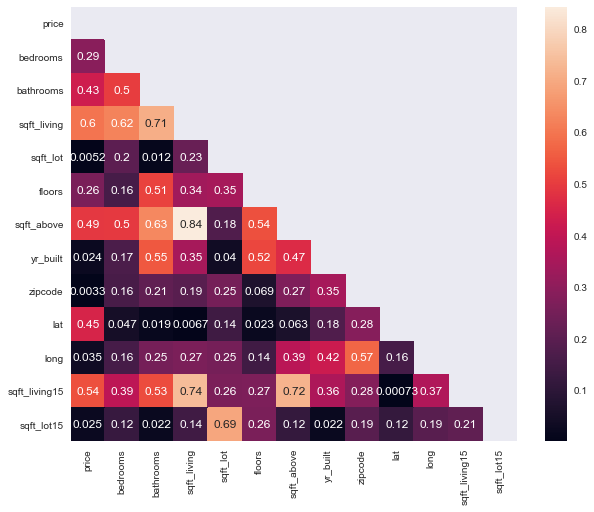 price
bedrooms 0.29
bathrooms 0.43 0.5
sqft_living 0.6 0.62 0.71
sqft_lot 0.0052 0.2 0.012 0.23
floors 0.26 0.16 0.51 0.34 0.35
sqft_above 0.49 0.5 0.63 0.84 0.18 0.54
yr_built 0.024 0.17 0.55 0.35 0.04 0.52 0.47
zipcode 0.0033 0.16 0.21 0.19 0.25 0.069 0.27 0.35
lat 0.45 0.047 0.019 0.0067 0.14 0.023 0.063 0.18 0.28
long 0.035 0.16 0.25 0.27 0.25 0.14 0.39 0.42 0.57 0.16
sqft_living15 0.54 0.39 0.53 0.74 0.26 0.27 0.72 0.36 0.28 0.00073 0.37
sqft_lot15 0.025 0.12 0.022 0.14 0.69 0.26 0.12 0.022 0.19 0.12 0.19 0.21
price bedrooms bathrooms sqft_living sqft_lot floors sqft_above yr_built zipcode lat long sqft_living15 sqft_lot15
0.8
0.7
0.6
0.5
0.4
0.3
0.2
0.1